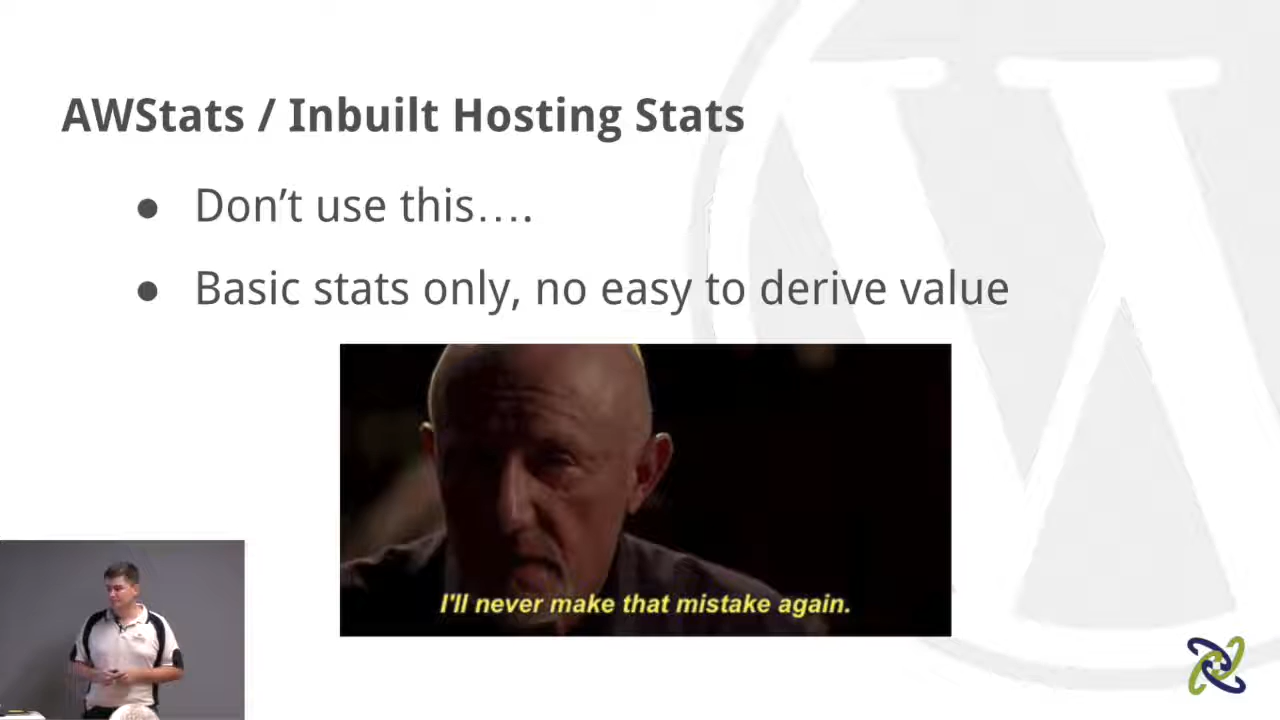 AWStats / Inbuilt Hosting Stats
● Don’t use this….
● Basic stats only, no easy to derive value
I'll never make that mistake again.